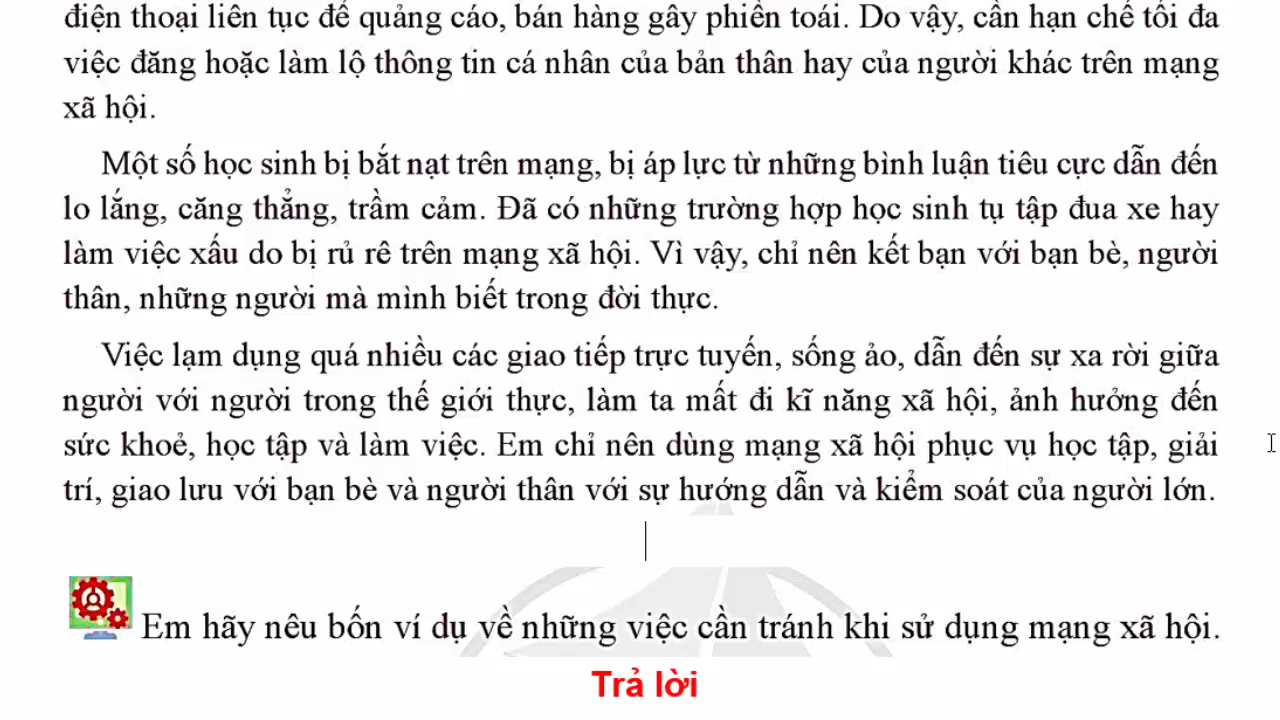 điện thoại liên tục để quảng cáo, bán hàng gây phiền toái. Do vậy, cần hạn chế tối đa
việc đăng hoặc làm lộ thông tin cá nhân của bản thân hay của người khác trên mạng
xã hội.
Một số học sinh bị bắt nạt trên mạng, bị áp lực từ những bình luận tiêu cực dẫn đến
lo lắng, căng thẳng, trầm cảm. Đã có những trường hợp học sinh tụ tập đua xe hay
làm việc xấu do bị rủ rê trên mạng xã hội. Vì vậy, chỉ nên kết bạn với bạn bè, người
thân, những người mà mình biết trong đời thực.
Việc lạm dụng quá nhiều các giao tiếp trực tuyến, sống ảo, dẫn đến sự xa rời giữa
người với người trong thế giới thực, làm ta mất đi kĩ năng xã hội, ảnh hưởng đến
sức khoẻ, học tập và làm việc. Em chỉ nên dùng mạng xã hội phục vụ học tập, giải
trí, giao lưu với bạn bè và người thân với sự hướng dẫn và kiểm soát của người lớn.
Em hãy nêu bốn ví dụ về những việc cần tránh khi sử dụng mạng xã hội.
Trả lời